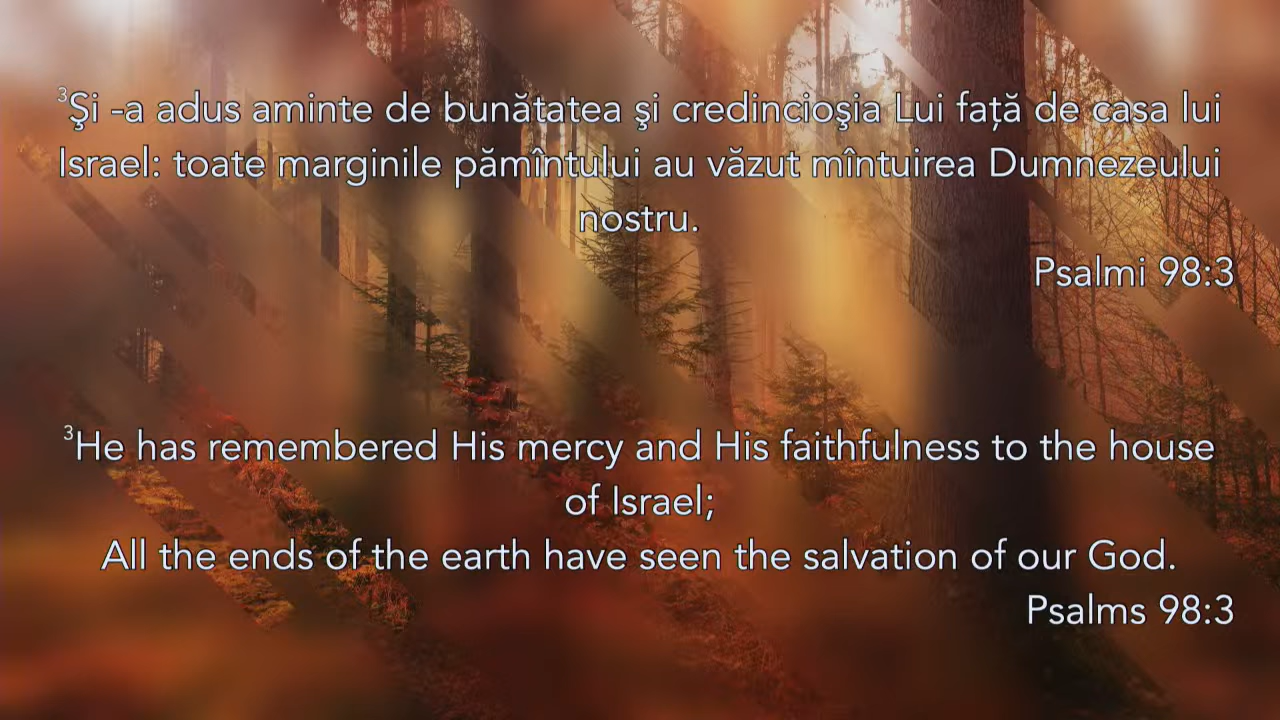 ³Şi -a adus aminte de bunătatea şi credincioşia Lui faţă de casa lui
Israel: toate marginile pămîntului au văzut mîntuirea Dumnezeului
nostru.
Psalmi 98:3
³He has remembered His mercy and His faithfulness to the house
of Israel;
All the ends of the earth have seen the salvation of our God.
Psalms 98:3